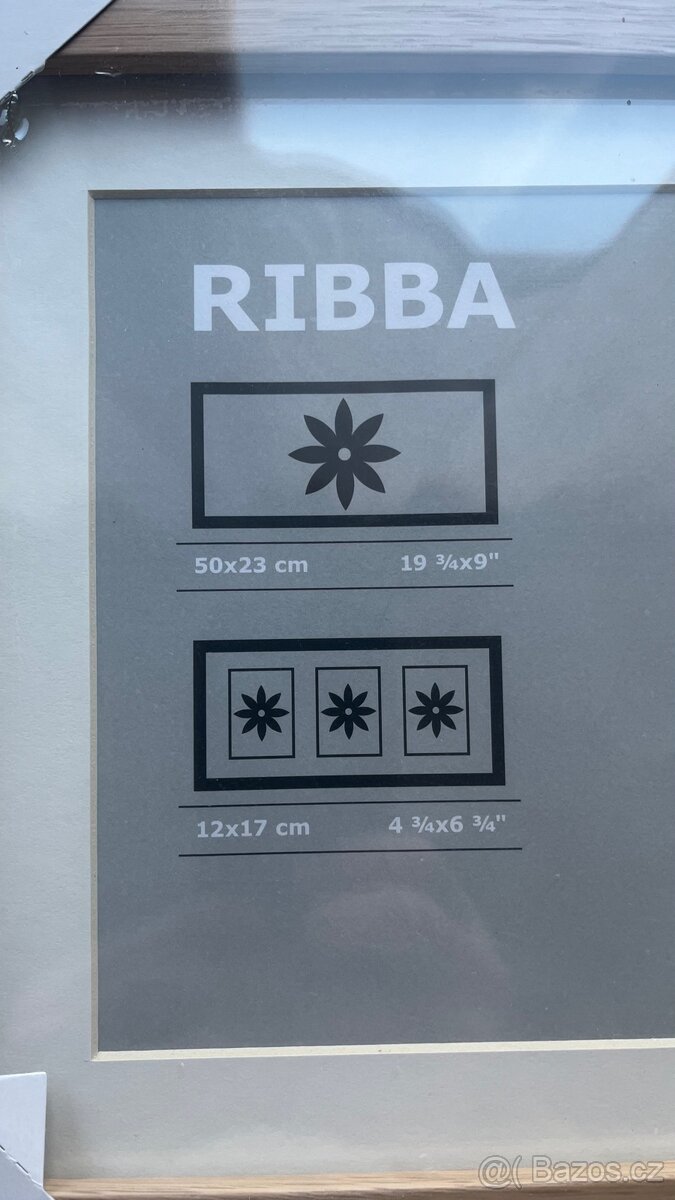 RIBBA
50x23 cm 19 ¾x9"
12x17 cm 4 ¾x6 ¾"
@( Bazos.cz